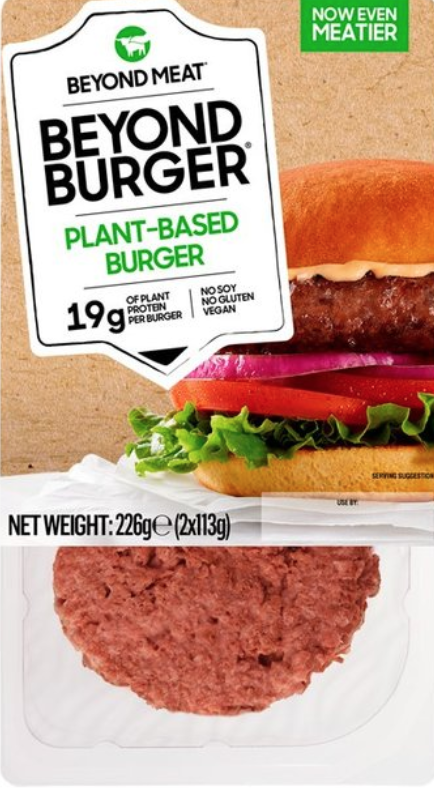 NOW EVEN
MEATIER
BEYOND MEAT
BEYOND
BURGER®
PLANT-BASED
BURGER
19g OF PLANT
PROTEIN
PER BURGER
NO SOY
NO GLUTEN
VEGAN
SERVING SUGGESTION
USE BY:
NET WEIGHT: 226g℮ (2x113g)